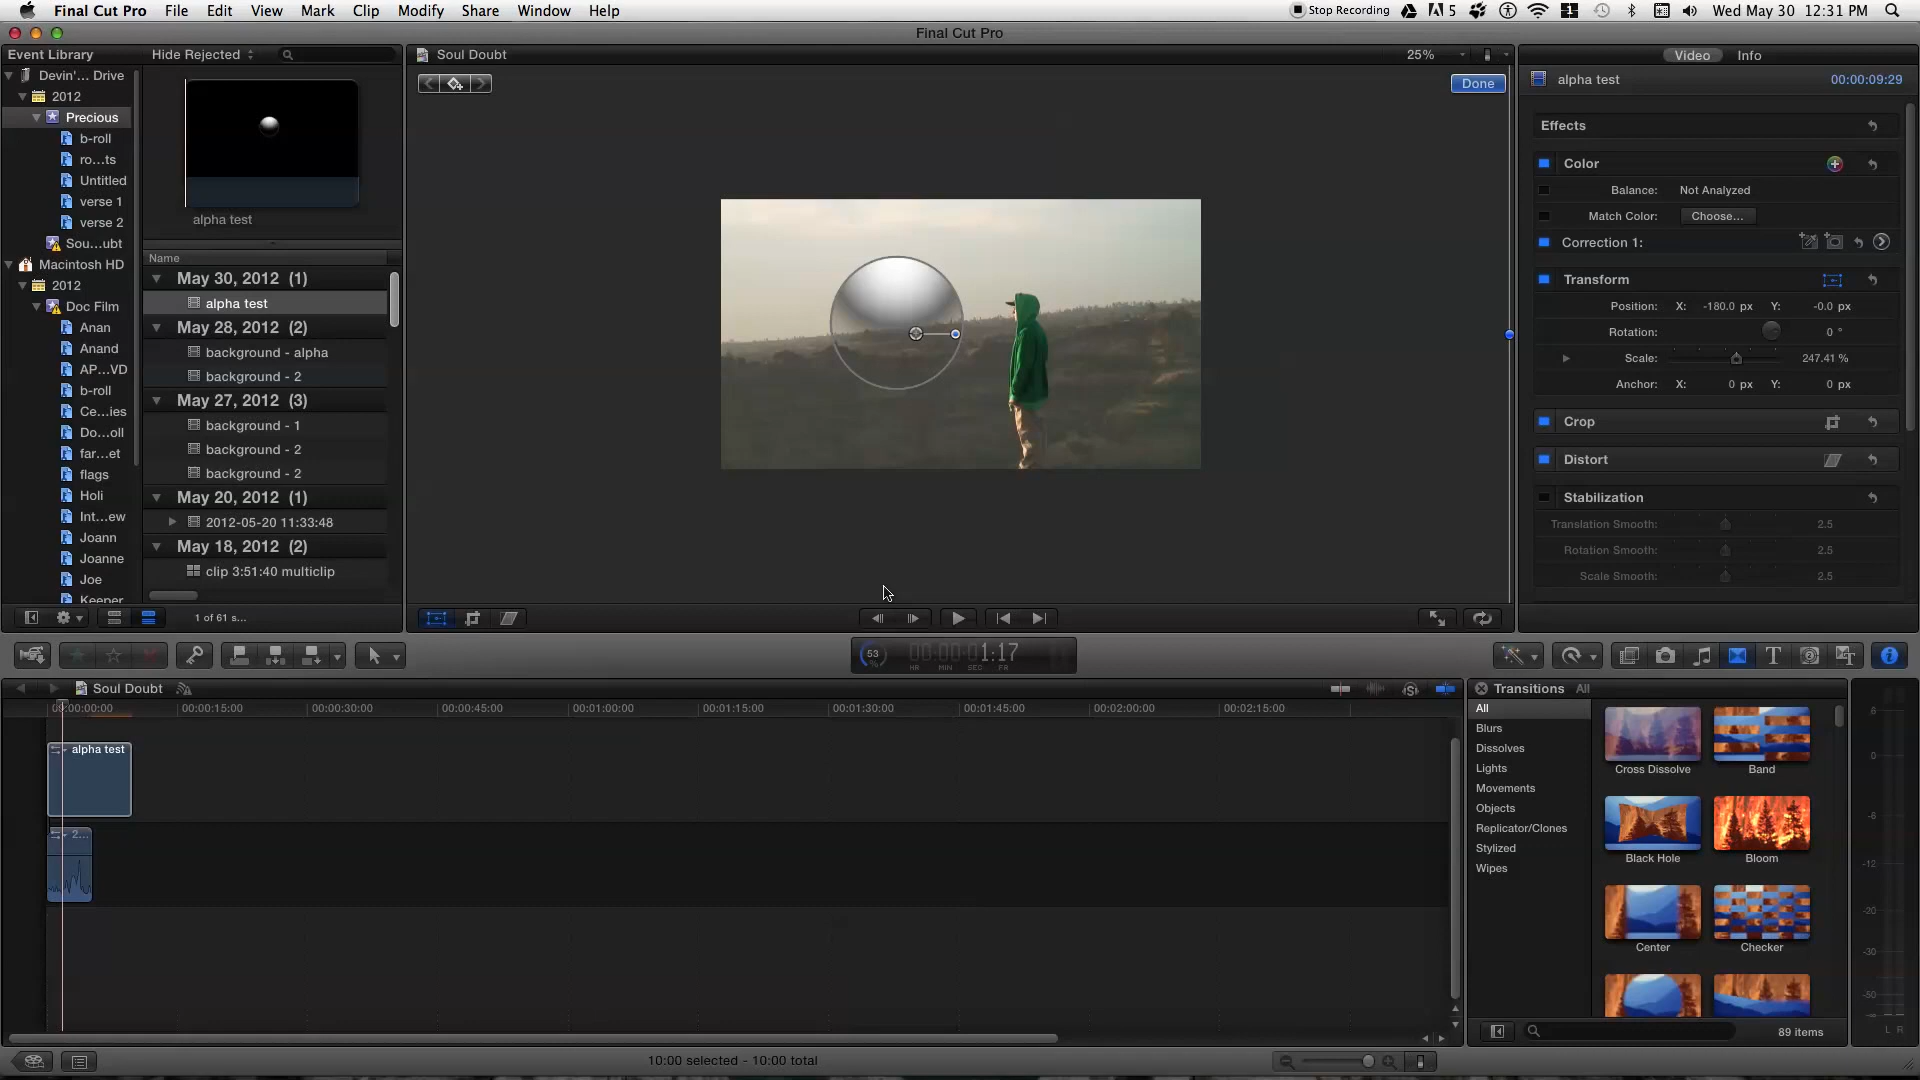 Final Cut Pro File Edit View Mark Clip Modify Share Window Help Stop Recording 5 Wed May 30 12:31 PM
Final Cut Pro
Event Library Hide Rejected Soul Doubt 25% Video Info
Devin'... Drive
2012
Precious
b-roll
ro...ts
Untitled
verse 1
verse 2
Sou...ubt
Macintosh HD
2012
Doc Film
Anan
Anand
AP...VD
b-roll
Ce...ies
Do...oll
far...et
flags
Holi
Int...ew
Joann
Joanne
Joe
Keeper
alpha test
Name
May 30, 2012 (1)
alpha test
May 28, 2012 (2)
background - alpha
background - 2
May 27, 2012 (3)
background - 1
background - 2
background - 2
May 20, 2012 (1)
2012-05-20 11:33:48
May 18, 2012 (2)
clip 3:51:40 multiclip
1 of 61 s...
Done
alpha test 00:00:09:29
Effects
Color
Balance: Not Analyzed
Match Color: Choose...
Correction 1:
Transform
Position: X: -180.0 px Y: -0.0 px
Rotation: 0 °
Scale: 247.41 %
Anchor: X: 0 px Y: 0 px
Crop
Distort
Stabilization
Translation Smooth: 2.5
Rotation Smooth: 2.5
Scale Smooth: 2.5
53 % 00:00:01:17
HR MIN SEC FR
Soul Doubt
00:00:00:00 00:00:15:00 00:00:30:00 00:00:45:00 00:01:00:00 00:01:15:00 00:01:30:00 00:01:45:00 00:02:00:00 00:02:15:00
alpha test
2...
Transitions All
All
Blurs
Dissolves
Lights
Movements
Objects
Replicator/Clones
Stylized
Wipes
Cross Dissolve Band
Black Hole Bloom
Center Checker
89 items
6
0
-6
-12
-20
-30
-50
L R
10:00 selected - 10:00 total